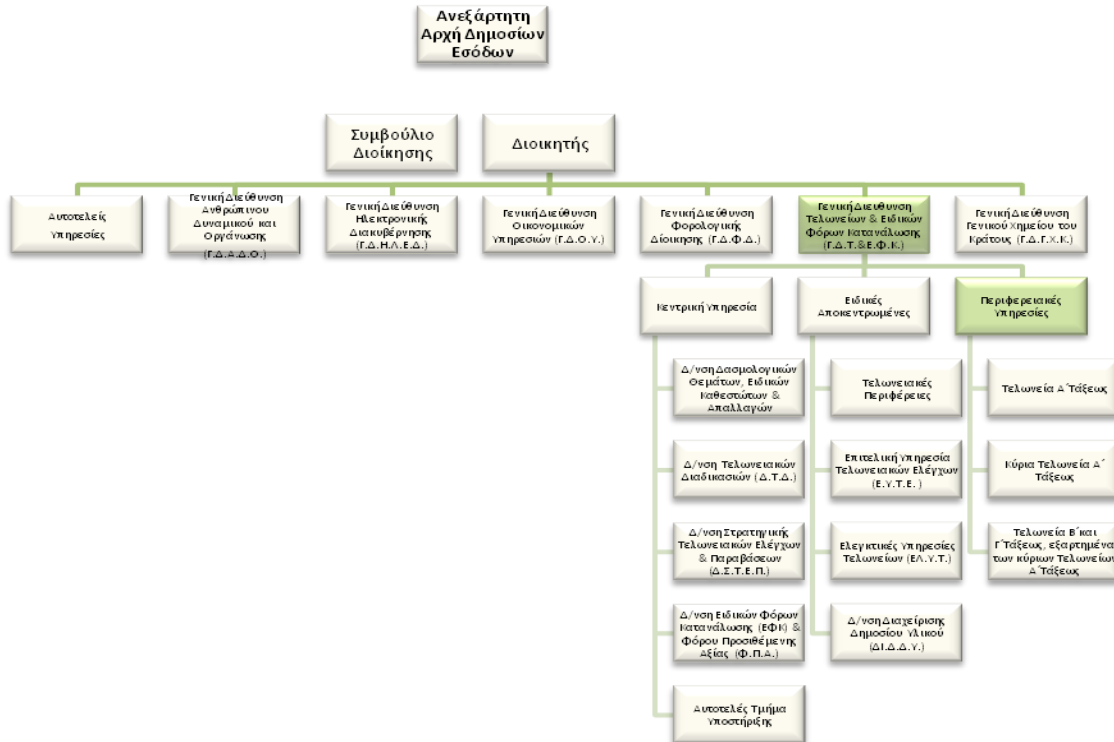 Ανεξάρτητη
Αρχή Δημοσίων
Εσόδων
Συμβούλιο
Διοίκησης
Διοικητής
Αυτοτελείς
Υπηρεσίες
Γενική Διεύθυνση
Ανθρώπινου
Δυναμικού και
Οργάνωσης
(Γ.Δ.Α.Δ.Ο.)
Γενική Διεύθυνση
Ηλεκτρονικής
Διακυβέρνησης
(Γ.Δ.Η.Λ.Ε.Δ.)
Γενική Διεύθυνση
Οικονομικών
Υπηρεσιών (Γ.Δ.Ο.Υ.)
Γενική Διεύθυνση
Φορολογικής
Δίοικησης (Γ.Δ.Φ.Δ.)
Γενική Διευθυνση
Τελωνείων & Ειδικών
Φόρων Κατανάλωσης
(Γ.Δ.Τ.&Ε.Φ.Κ.)
Γενική Διεύθυνση
Γενικού Χημείου του
Κράτους (Γ.Δ.Γ.Χ.Κ.)
Κεντρική Υπηρεσία
Ειδικές
Αποκεντρωμένες
Περιφερειακές
Υπηρεσίες
Δ/νση Δασμολογικών
Θεμάτων, Ειδικών
Καθεστώτων &
Απαλλαγών
Δ/νση Τελωνειακών
Διαδικασιών (Δ.Τ.Δ.)
Δ/νση Στρατηγικής
Τελωνειακών Ελέγχων
& Παραβάσεων
(Δ.Σ.Τ.Ε.Π.)
Δ/νση Ειδικών Φόρων
Κατανάλωσης (ΕΦΚ) &
Φόρου Προσιθέμενης
Αξίας (Φ.Π.Α.)
Αυτοτελές Τμήμα
Υποστήριξης
Τελωνειακές
Περιφέρειες
Επιτελική Υπηρεσία
Τελωνειακών Ελέγχων
(Ε.Υ.Τ.Ε. )
Ελεγκτικές Υπηρεσίες
Τελωνείων (ΕΛ.Υ.Τ.)
Δ/νση Διαχείρισης
Δημοσίου Υλικού
(ΔΙ.Δ.Δ.Υ.)
Τελωνεία Α΄Τάξεως
Κύρια Τελωνεία Α΄
Τάξεως
Τελωνεία Β΄και
Γ΄Τάξεως, εξαρτημένα
των κύριων Τελωνείων
Α΄Τάξεως